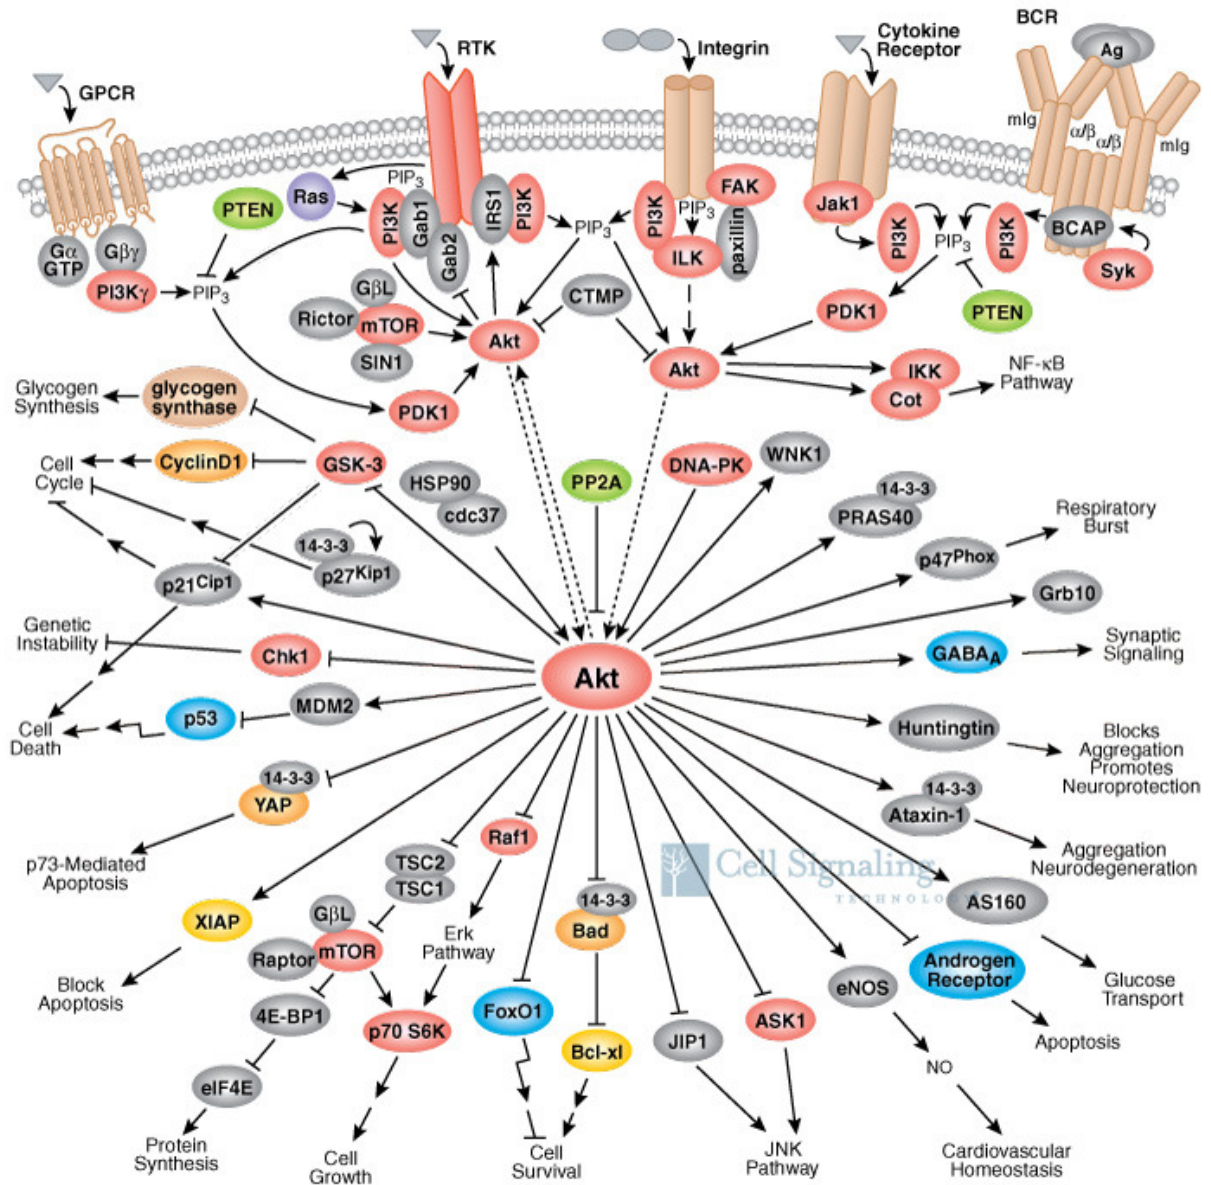 BCR
Ag
RTK
Integrin
Cytokine
Receptor
GPCR
mIg
α/β
α/β
mIg
PIP3
FAK
PTEN
Ras
PI3K
Gab1
IRS1
PI3K
PI3K
PIP3
Jak1
PI3K
PIP3
PI3K
BCAP
Gα
GTP
Gβγ
Gab2
PIP3
ILK
paxillin
Syk
PI3Kγ
PIP3
GβL
CTMP
PDK1
PTEN
Rictor
mTOR
SIN1
Akt
Akt
IKK
Cot
NF-κB
Pathway
Glycogen
Synthesis
glycogen
synthase
PDK1
Cell
Cycle
CyclinD1
GSK-3
HSP90
cdc37
PP2A
DNA-PK
WNK1
14-3-3
PRAS40
Respiratory
Burst
14-3-3
p27Kip1
p21Cip1
p47Phox
Grb10
Genetic
Instability
Chk1
Akt
GABAA
Synaptic
Signaling
MDM2
p53
Cell
Death
Huntingtin
Blocks
Aggregation
Promotes
Neuroprotection
14-3-3
YAP
14-3-3
Ataxin-1
p73-Mediated
Apoptosis
Raf1
TSC2
TSC1
Cell Signaling
TECHNOLO
Aggregation
Neurodegeneration
XIAP
GβL
mTOR
Raptor
Erk
Pathway
14-3-3
Bad
AS160
Block
Apoptosis
Androgen
Receptor
eNOS
Glucose
Transport
4E-BP1
p70 S6K
FoxO1
Bcl-xl
JIP1
ASK1
Apoptosis
eIF4E
NO
Protein
Synthesis
Cell
Growth
Cell
Survival
JNK
Pathway
Cardiovascular
Homeostasis